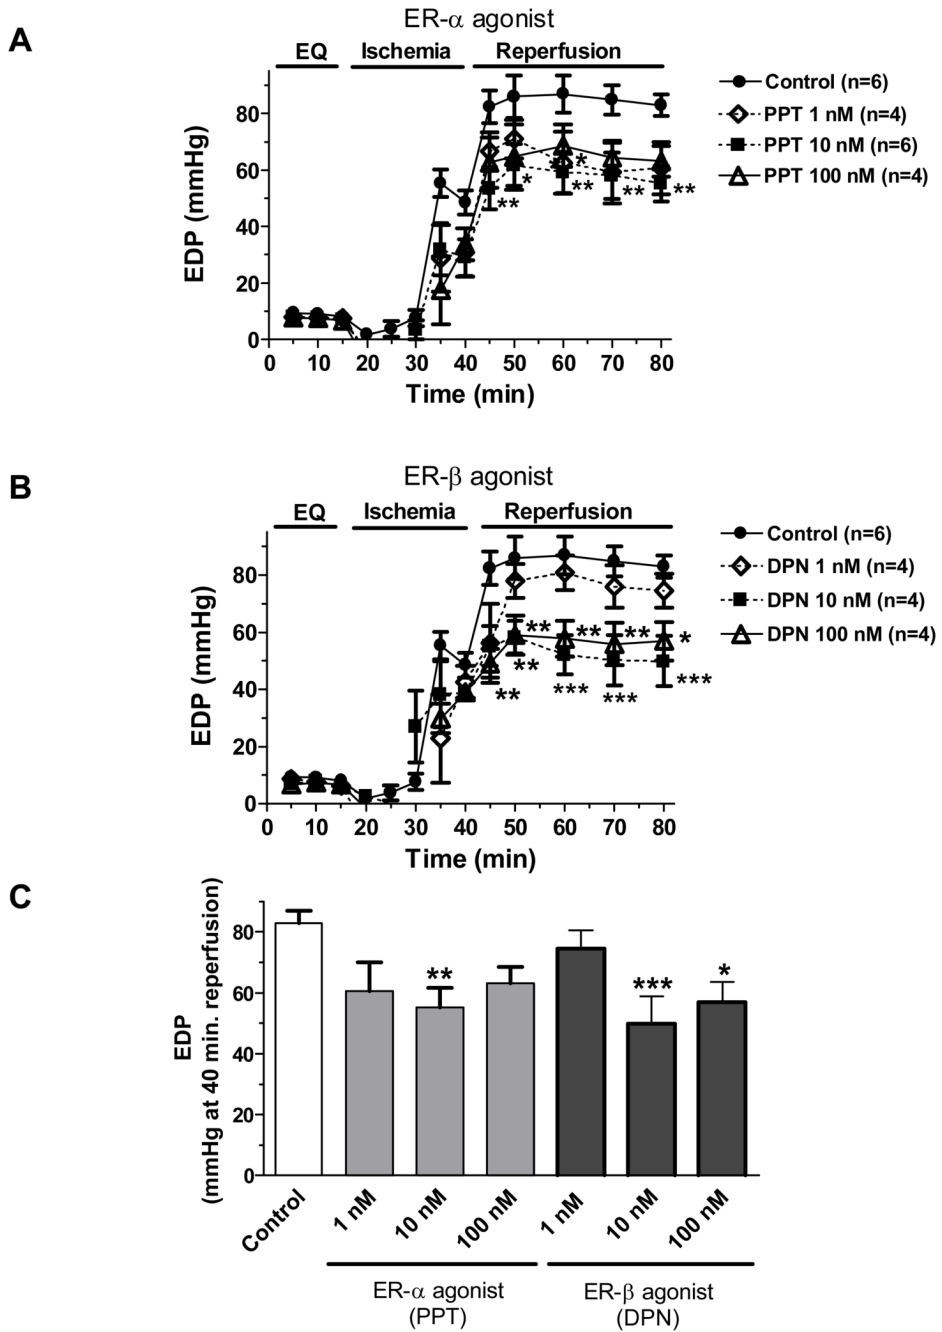 A
ER-α agonist
EQ Ischemia Reperfusion
EDP (mmHg)
80
60
40
20
0
0 10 20 30 40 50 60 70 80
Time (min)
Control (n=6)
PPT 1 nM (n=4)
PPT 10 nM (n=6)
PPT 100 nM (n=4)
*
*
** ** ** **
B
ER-β agonist
EQ Ischemia Reperfusion
EDP (mmHg)
80
60
40
20
0
0 10 20 30 40 50 60 70 80
Time (min)
Control (n=6)
DPN 1 nM (n=4)
DPN 10 nM (n=4)
DPN 100 nM (n=4)
** ** ** *
** ** *** *** ***
C
EDP
(mmHg at 40 min. reperfusion)
80
60
40
20
0
** *** *
Control 1 nM 10 nM 100 nM 1 nM 10 nM 100 nM
ER-α agonist
(PPT)
ER-β agonist
(DPN)